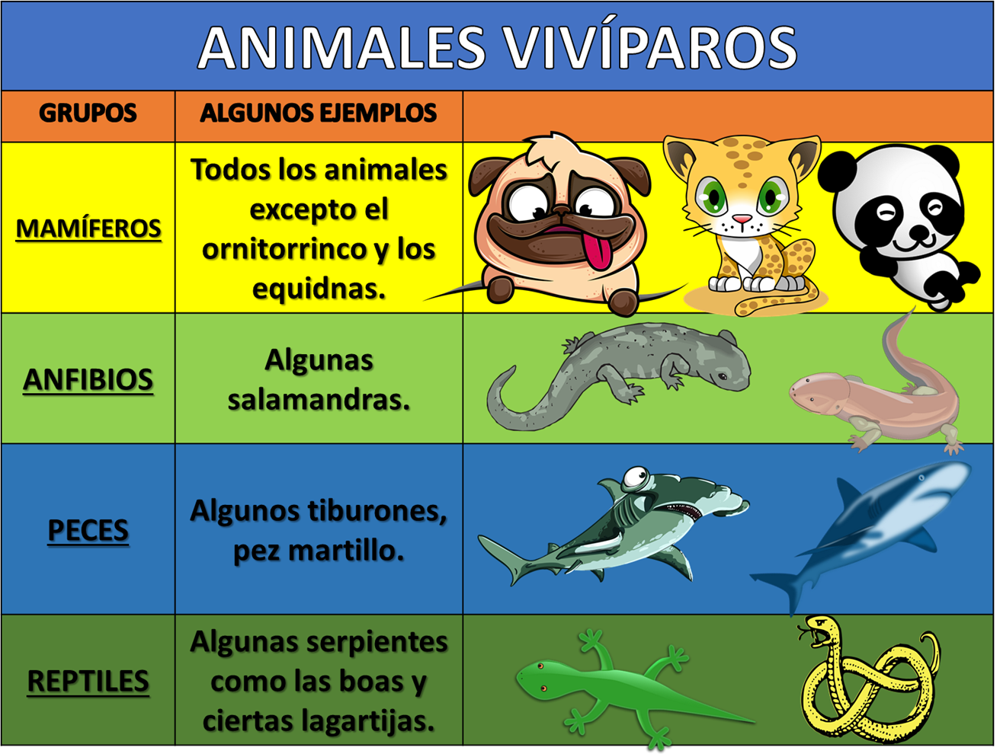 ANIMALES VIVÍPAROS
GRUPOS
ALGUNOS EJEMPLOS
MAMÍFEROS
Todos los animales
excepto el
ornitorrinco y los
equidnas.
ANFIBIOS
Algunas
salamandras.
PECES
Algunos tiburones,
pez martillo.
REPTILES
Algunas serpientes
como las boas y
ciertas lagartijas.